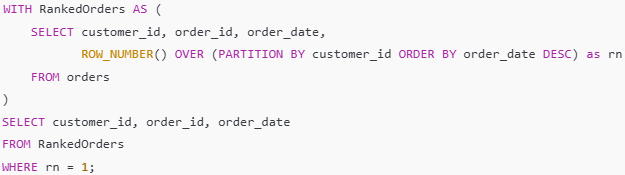 WITH RankedOrders AS (
    SELECT customer_id, order_id, order_date,
           ROW_NUMBER() OVER (PARTITION BY customer_id ORDER BY order_date DESC) as rn
    FROM orders
)
SELECT customer_id, order_id, order_date
FROM RankedOrders
WHERE rn = 1;